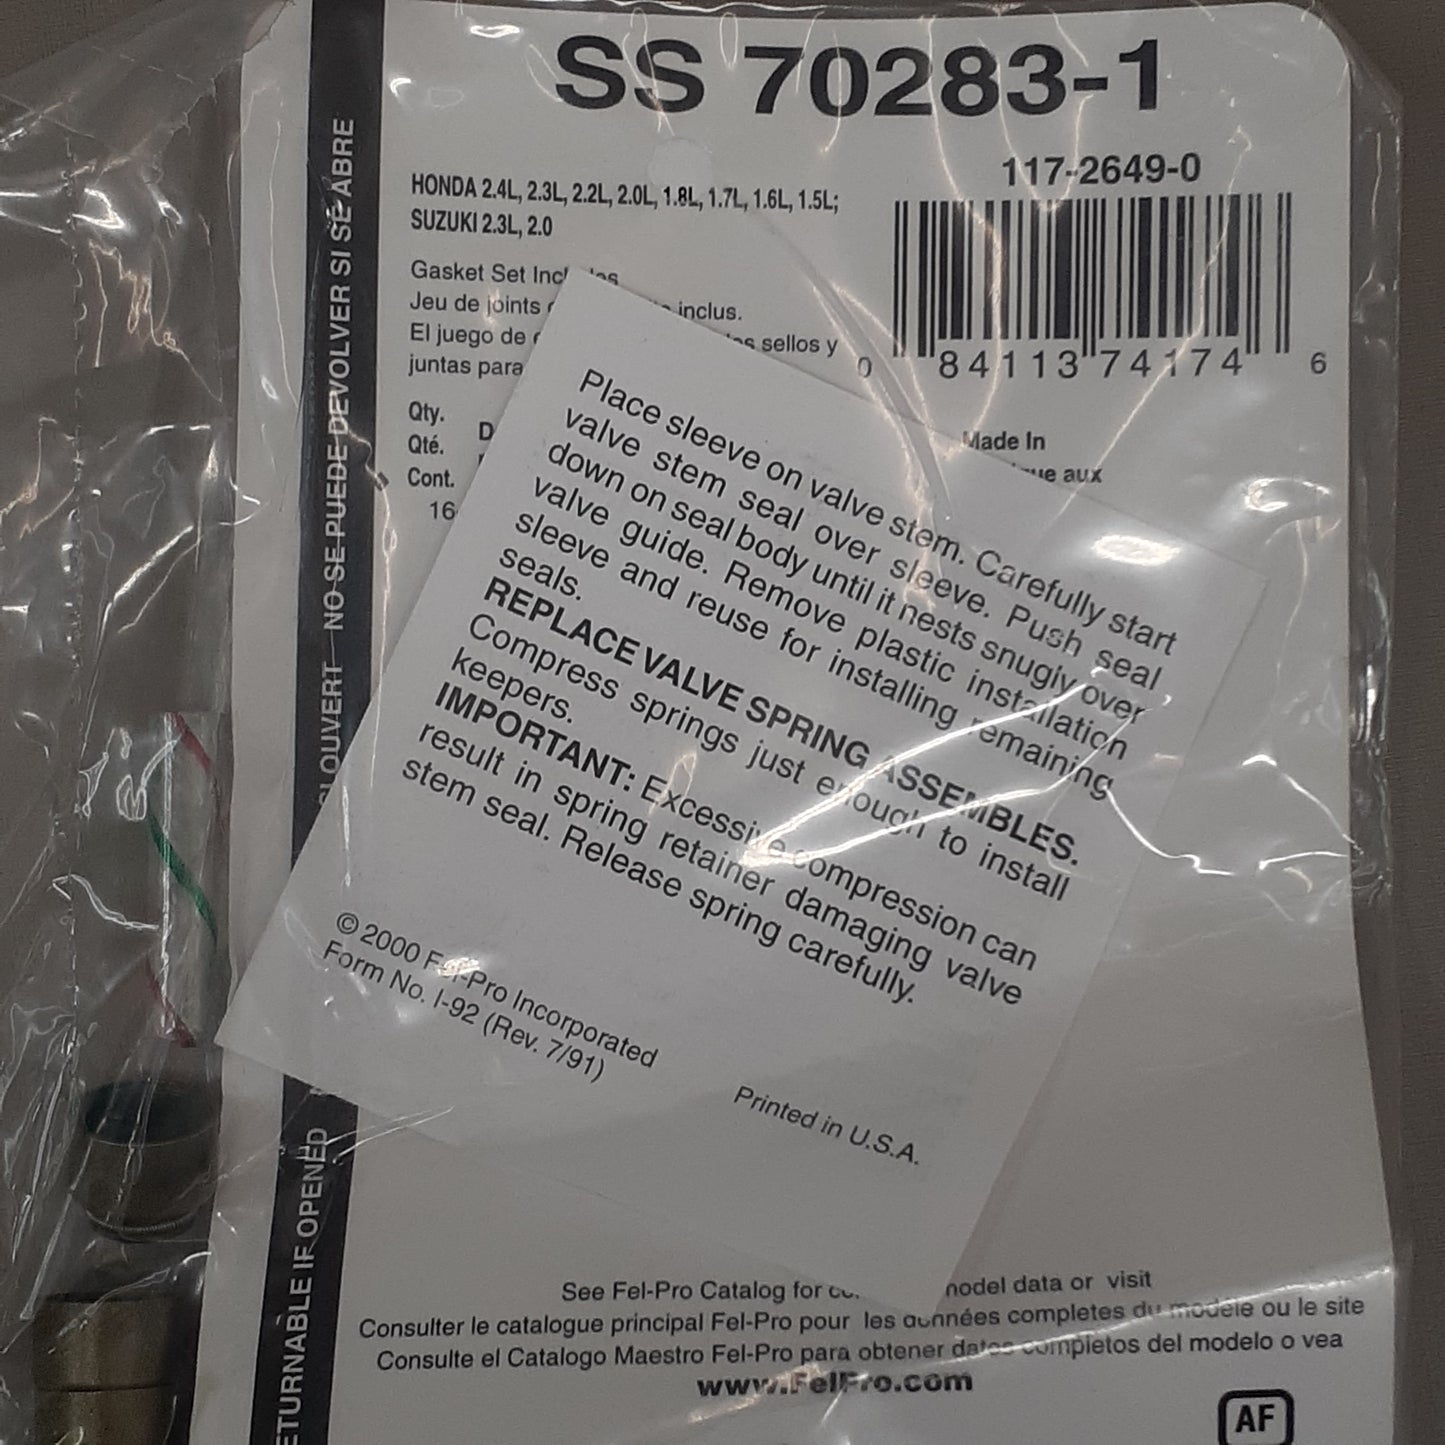 SS 70283-1
117-2649-0
HONDA 2.4L, 2.3L, 2.2L, 2.0L, 1.8L, 1.7L, 1.6L, 1.5L;
SUZUKI 2.3L, 2.0
0 84113 74174 6
Gasket Set
Jeu de joints inclus.
El juego de sellos y
juntas para
Qty.
Qté.
Cont.
16
Made In
aux
Place sleeve on valve stem. Carefully start
valve stem seal over sleeve. Push seal
down on seal body until it nests snugly over
valve guide. Remove plastic installation
sleeve and reuse for installing remaining
seals.
REPLACE VALVE SPRING ASSEMBLES.
Compress springs just enough to install
keepers.
IMPORTANT: Excessive compression can
result in spring retainer damaging valve
stem seal. Release spring carefully.
© 2000 Fel-Pro Incorporated
Form No. I-92 (Rev. 7/91)
Printed in U.S.A.
See Fel-Pro Catalog for model data or visit
Consulter le catalogue principal Fel-Pro pour les données completes du modèle ou le site
Consulte el Catalogo Maestro Fel-Pro para obtener datos completos del modelo o vea
www.FelPro.com
AF
IF OPENED
SI OUVERT NO SE PUEDE DEVOLVER SI SE ABRE